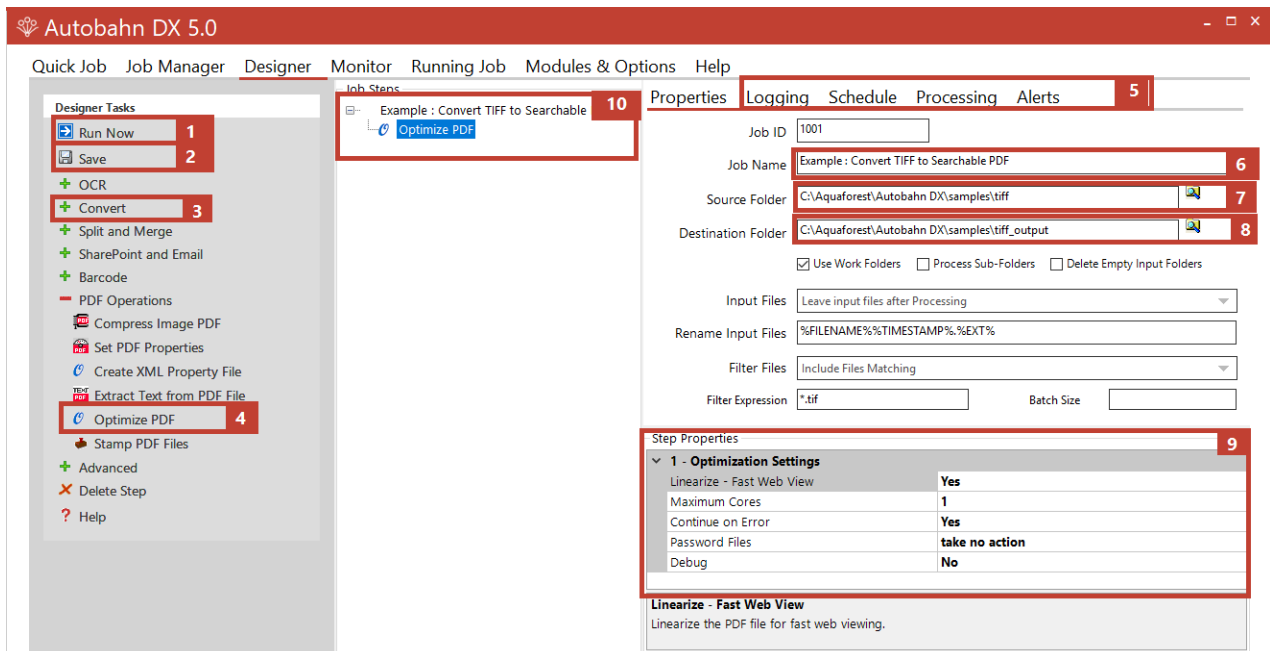 Autobahn DX 5.0
Quick Job Job Manager Designer Monitor Running Job Modules & Options Help
Designer Tasks
Run Now 1
Save 2
OCR
Convert 3
Split and Merge
SharePoint and Email
Barcode
PDF Operations
Compress Image PDF
Set PDF Properties
Create XML Property File
Extract Text from PDF File
Optimize PDF 4
Stamp PDF Files
Advanced
Delete Step
Help
Job Steps
Example : Convert TIFF to Searchable 10
Optimize PDF
Properties Logging Schedule Processing Alerts 5
Job ID 1001
Job Name Example : Convert TIFF to Searchable PDF 6
Source Folder C:\Aquaforest\Autobahn DX\samples\tiff 7
Destination Folder C:\Aquaforest\Autobahn DX\samples\tiff_output 8
Use Work Folders Process Sub-Folders Delete Empty Input Folders
Input Files Leave input files after Processing
Rename Input Files %FILENAME%%TIMESTAMP%.%EXT%
Filter Files Include Files Matching
Filter Expression *.tif Batch Size
Step Properties 9
1 - Optimization Settings
Linearize - Fast Web View Yes
Maximum Cores 1
Continue on Error Yes
Password Files take no action
Debug No
Linearize - Fast Web View
Linearize the PDF file for fast web viewing.